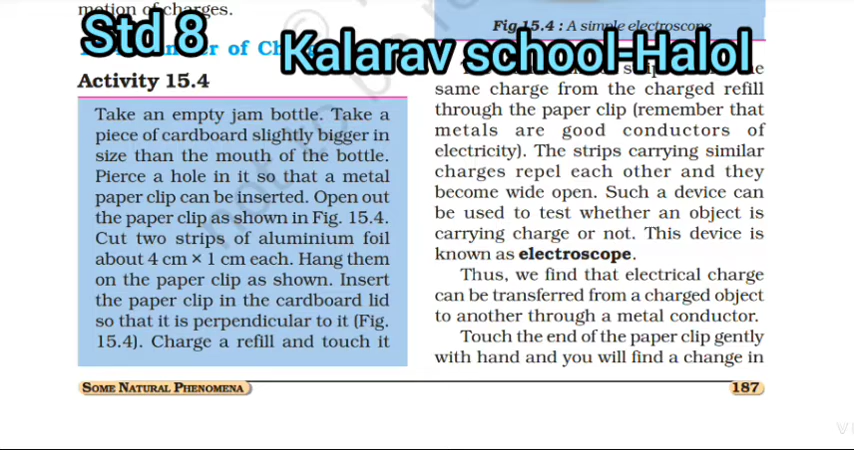 motion of charges.
Std 8
r of Ch
Activity 15.4
Take an empty jam bottle. Take a
piece of cardboard slightly bigger in
size than the mouth of the bottle.
Pierce a hole in it so that a metal
paper clip can be inserted. Open out
the paper clip as shown in Fig. 15.4.
Cut two strips of aluminium foil
about 4 cm × 1 cm each. Hang them
on the paper clip as shown. Insert
the paper clip in the cardboard lid
so that it is perpendicular to it (Fig.
15.4). Charge a refill and touch it
Fig 15.4 : A simple electroscope
Kalarav school-Halol
same charge from the charged refill
through the paper clip (remember that
metals are good conductors of
electricity). The strips carrying similar
charges repel each other and they
become wide open. Such a device can
be used to test whether an object is
carrying charge or not. This device is
known as electroscope.
Thus, we find that electrical charge
can be transferred from a charged object
to another through a metal conductor.
Touch the end of the paper clip gently
with hand and you will find a change in
SOME NATURAL PHENOMENA
187